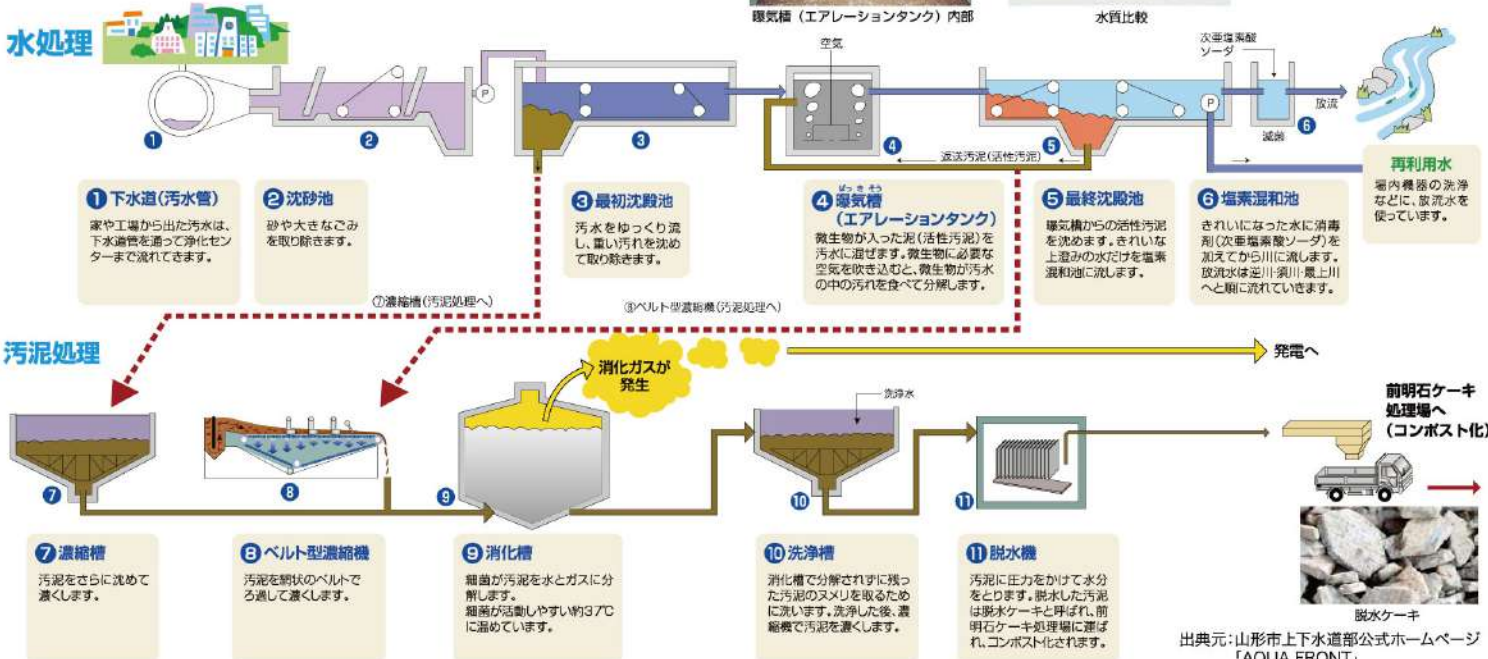 曝気槽（エアレーションタンク）内部
水質比較
水処理
空気
次亜塩素酸
ソーダ
P
P
放流
滅菌
1
2
3
4
5
6
返送汚泥(活性汚泥)
❶下水道(汚水管)
家や工場から出た汚水は、
下水道管を通って浄化セン
ターまで流れてきます。
❷沈砂池
砂や大きなごみ
を取り除きます。
❸最初沈殿池
汚水をゆっくり流
し、重い汚れを沈め
て取り除きます。
❹曝気槽
ばっきそう
(エアレーションタンク)
微生物が入った泥(活性汚泥)を
汚水に混ぜます。微生物に必要な
空気を吹き込むと、微生物が汚水
の中の汚れを食べて分解します。
❺最終沈殿池
曝気槽からの活性汚泥
を沈めます。きれいな
上澄みの水だけを塩素
混和池に流します。
❻塩素混和池
きれいになった水に消毒
剤(次亜塩素酸ソーダ)を
加えてから川に流します。
放流水は逆川・須川・最上川
へと順に流れていきます。
再利用水
場内機器の洗浄
などに、放流水を
使っています。
⑦濃縮槽(汚泥処理へ)
⑧ベルト型濃縮機(汚泥処理へ)
汚泥処理
消化ガスが
発生
発電へ
洗浄水
前明石ケーキ
処理場へ
(コンポスト化)
7
8
9
10
11
❼濃縮槽
汚泥をさらに沈めて
濃くします。
❽ベルト型濃縮機
汚泥を網状のベルトで
ろ過して濃くします。
❾消化槽
細菌が汚泥を水とガスに分
解します。
細菌が活動しやすい約37℃
に温めています。
❿洗浄槽
消化槽で分解されずに残っ
た汚泥のヌメリを取るため
に洗います。洗浄した後、濃
縮機で汚泥を濃くします。
⓫脱水機
汚泥に圧力をかけて水分
をとります。脱水した汚泥
は脱水ケーキと呼ばれ、前
明石ケーキ処理場に運ば
れ、コンポスト化されます。
脱水ケーキ
出典元：山形市上下水道部公式ホームページ
「AQUA FRONT」